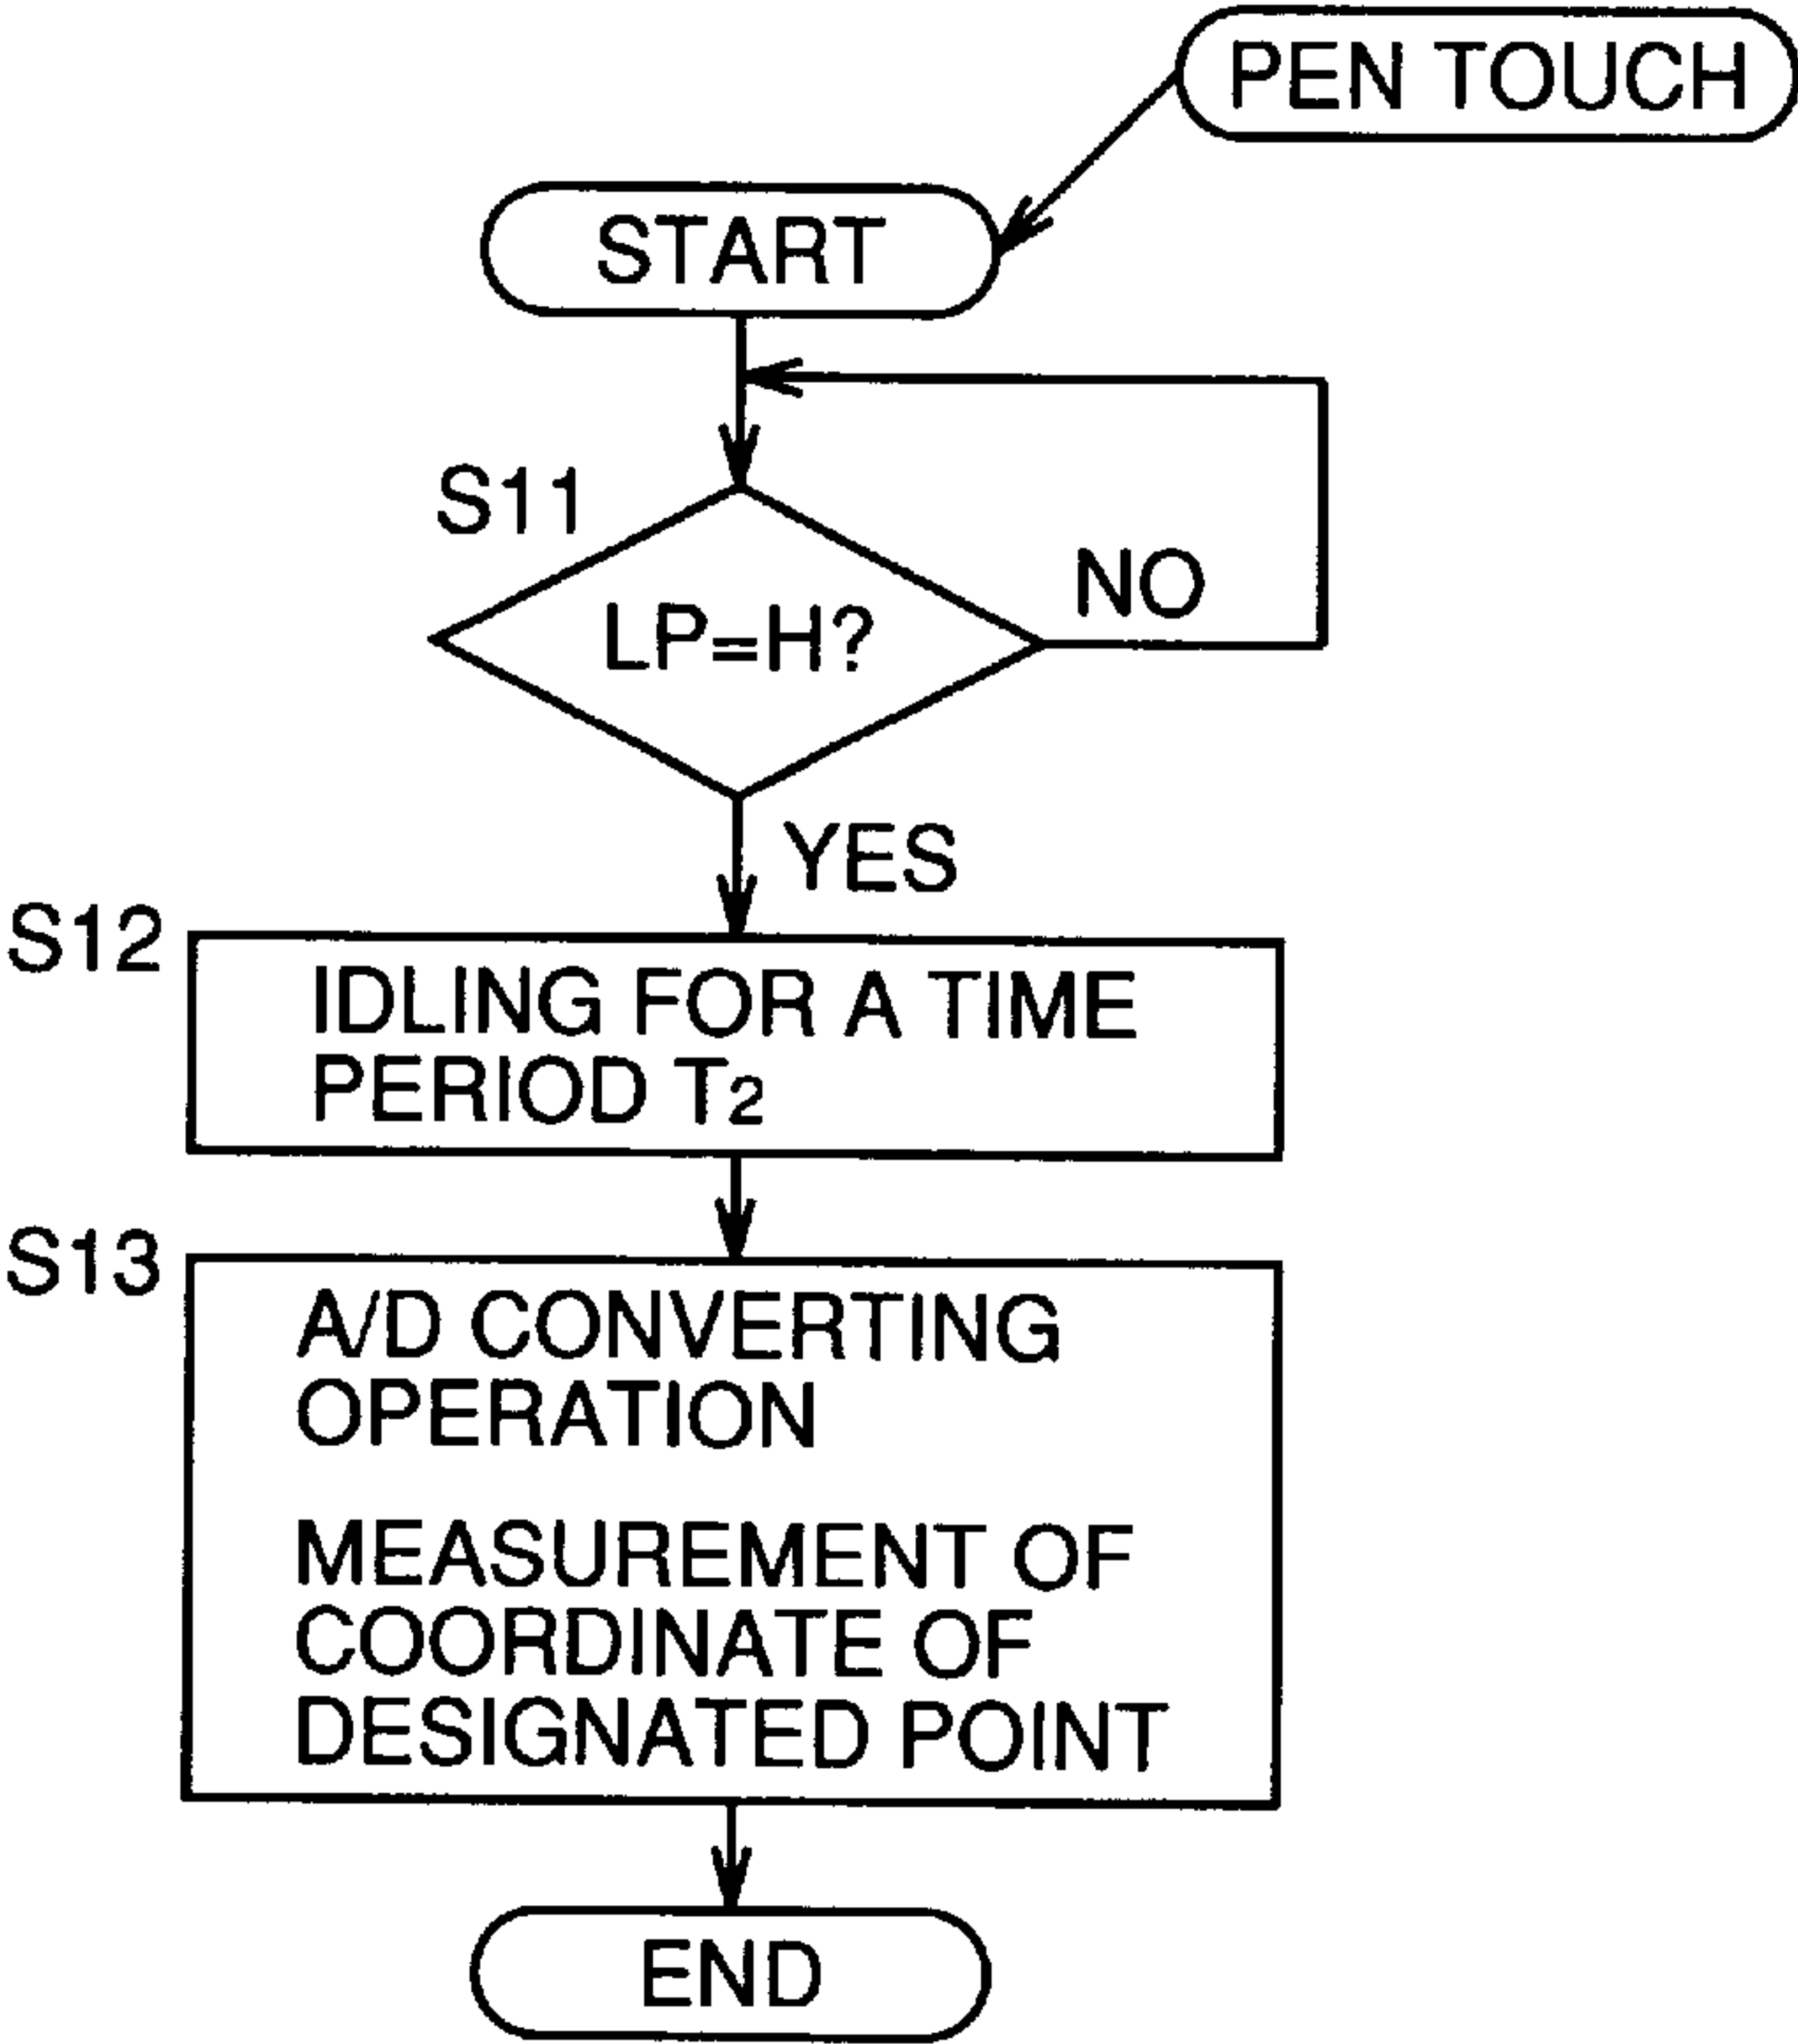 PEN TOUCH
START
S11
LP=H?
NO
YES
S12
IDLING FOR A TIME
PERIOD T2
S13
A/D CONVERTING
OPERATION
MEASUREMENT OF
COORDINATE OF
DESIGNATED POINT
END